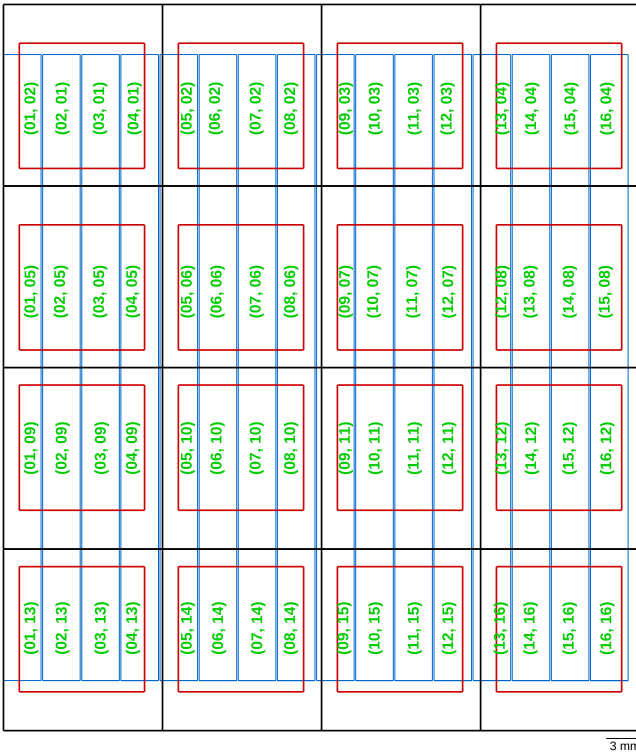 (01, 02) (02, 01) (03, 01) (04, 01) (05, 02) (06, 02) (07, 02) (08, 02) (09, 03) (10, 03) (11, 03) (12, 03) (13, 04) (14, 04) (15, 04) (16, 04)
(01, 05) (02, 05) (03, 05) (04, 05) (05, 06) (06, 06) (07, 06) (08, 06) (09, 07) (10, 07) (11, 07) (12, 07) (12, 08) (13, 08) (14, 08) (15, 08)
(01, 09) (02, 09) (03, 09) (04, 09) (05, 10) (06, 10) (07, 10) (08, 10) (09, 11) (10, 11) (11, 11) (12, 11) (13, 12) (14, 12) (15, 12) (16, 12)
(01, 13) (02, 13) (03, 13) (04, 13) (05, 14) (06, 14) (07, 14) (08, 14) (09, 15) (10, 15) (11, 15) (12, 15) (13, 16) (14, 16) (15, 16) (16, 16)
3 mm